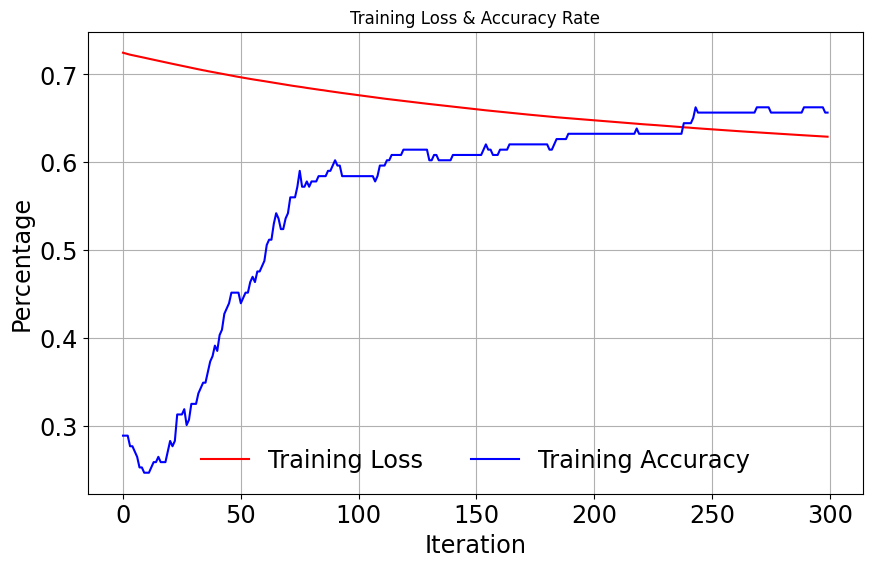 Training Loss & Accuracy Rate
Percentage
0.7
0.6
0.5
0.4
0.3
Training Loss Training Accuracy
0 50 100 150 200 250 300
Iteration